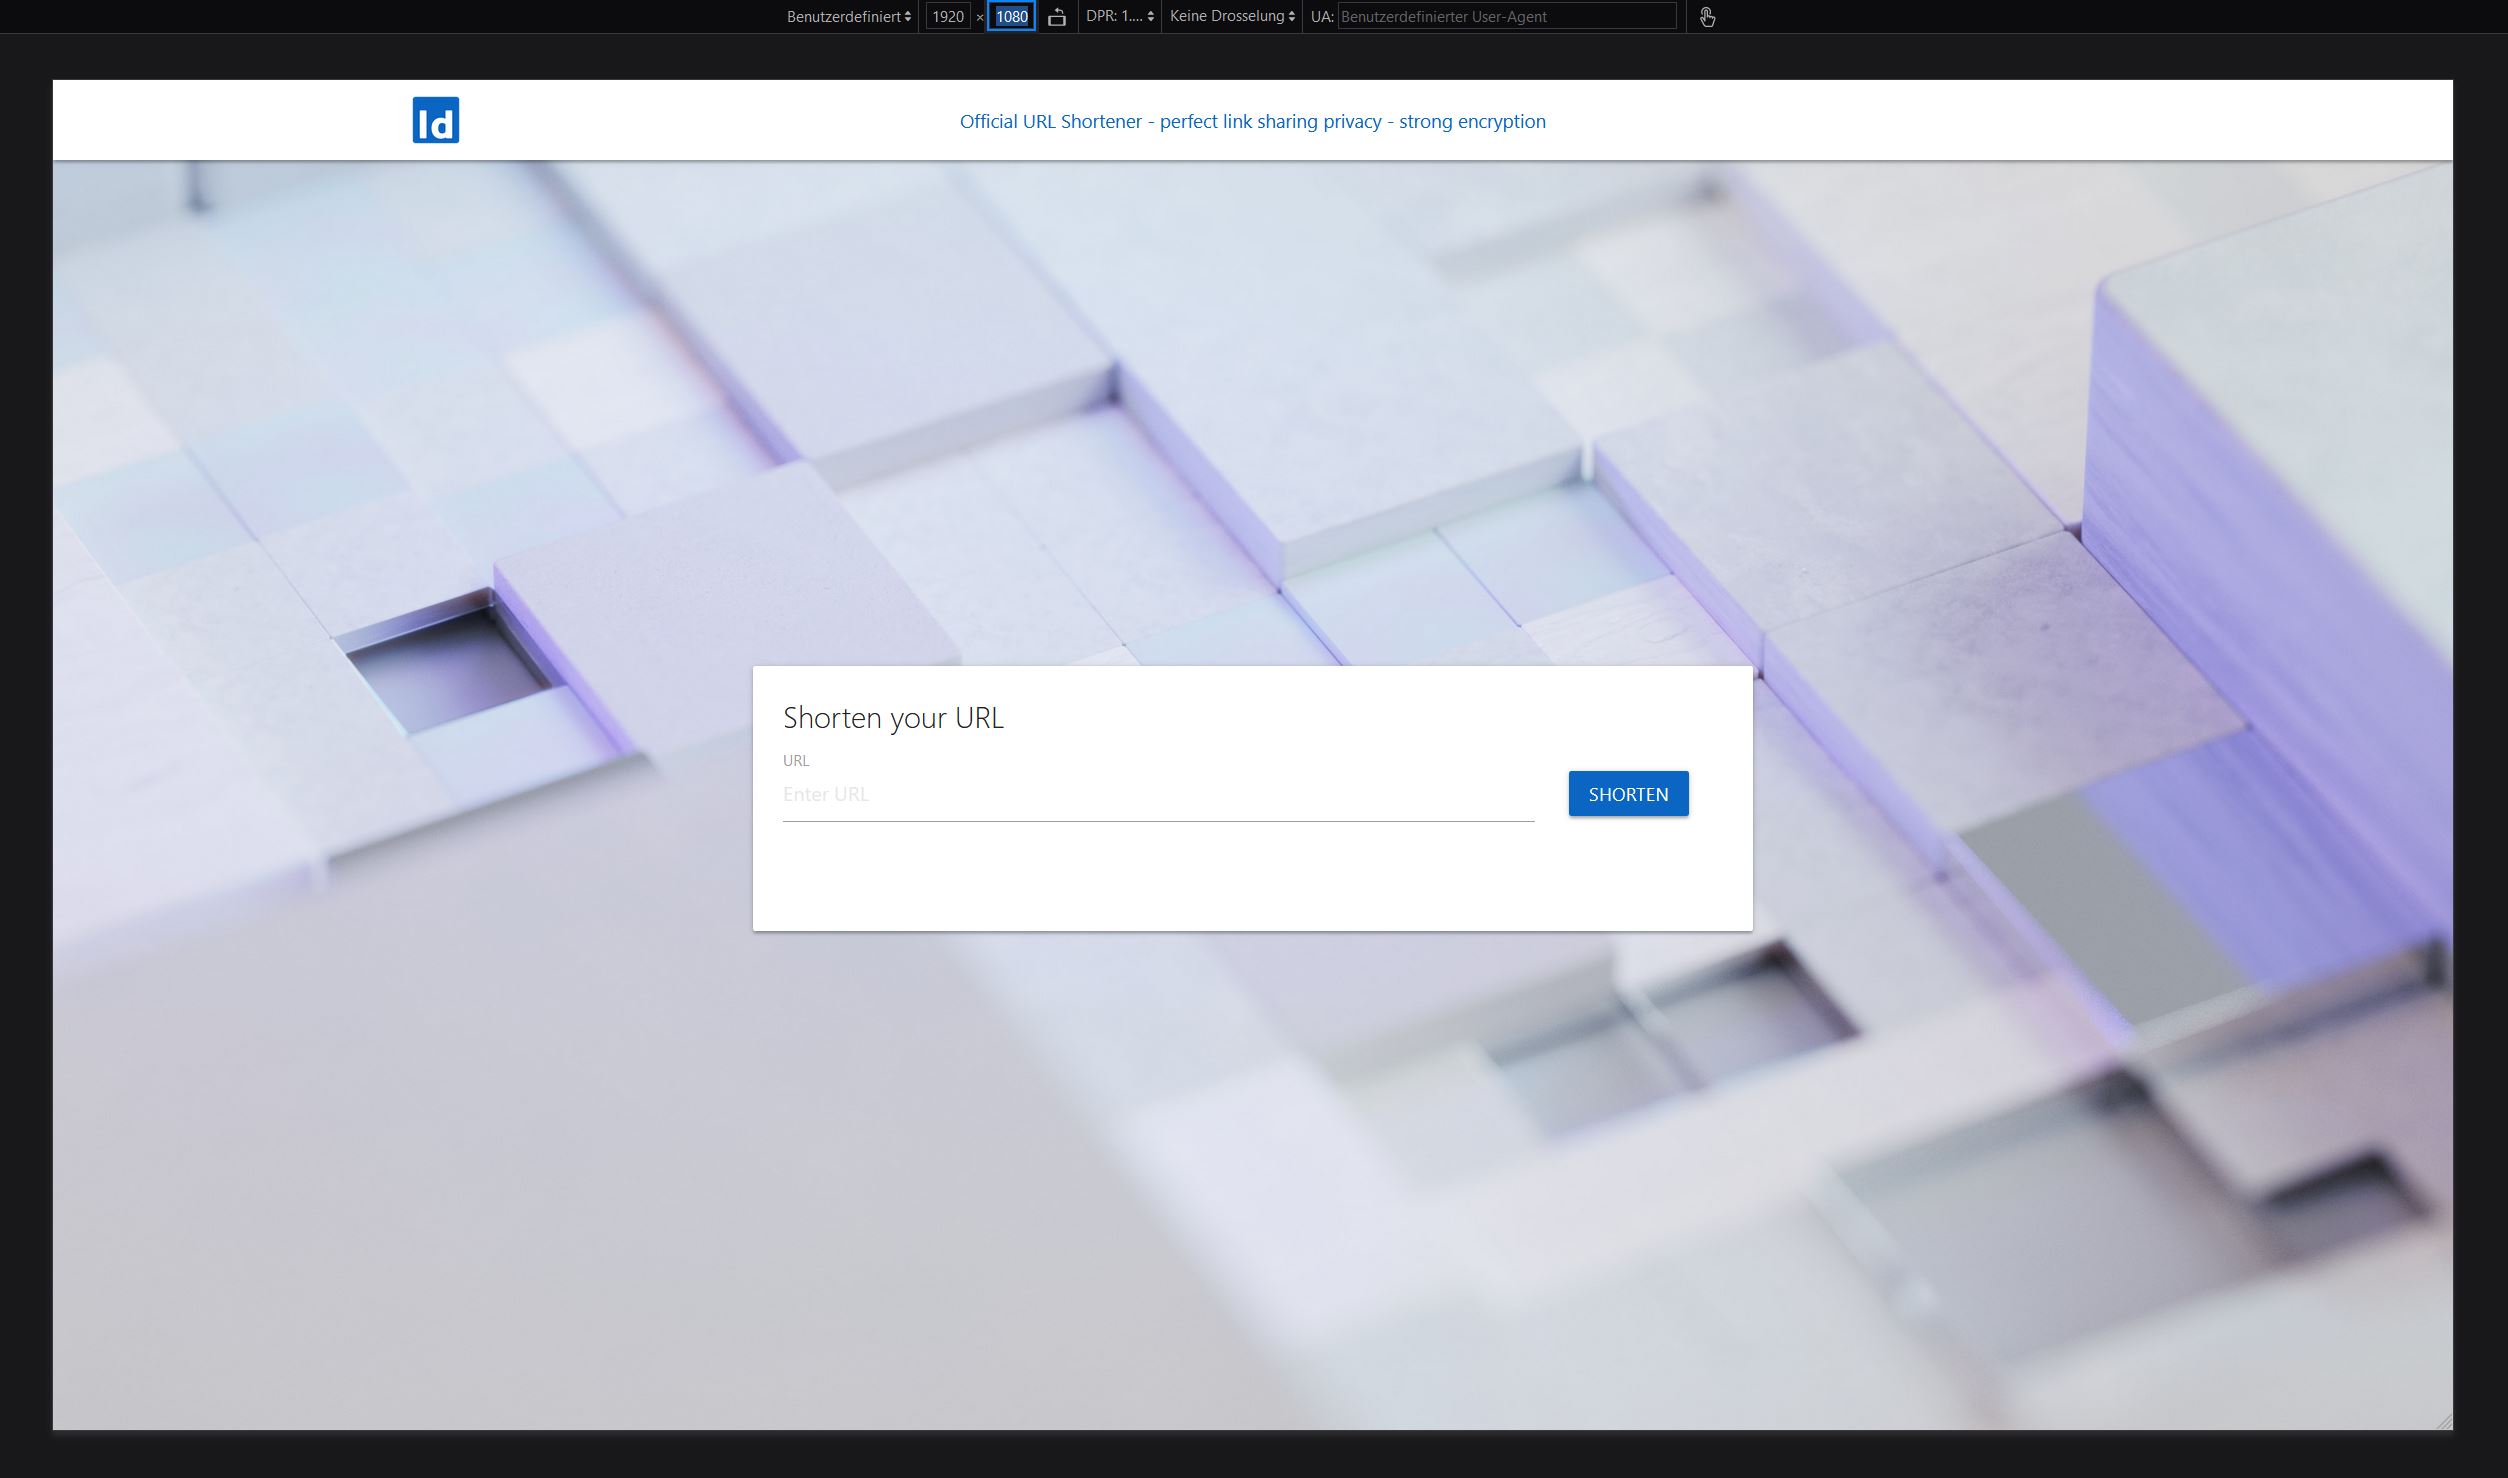 Benutzerdefiniert 1920 × 1080 DPR: 1.... Keine Drosselung UA: Benutzerdefinierter User-Agent
ld
Official URL Shortener - perfect link sharing privacy - strong encryption
Shorten your URL
URL
Enter URL
SHORTEN